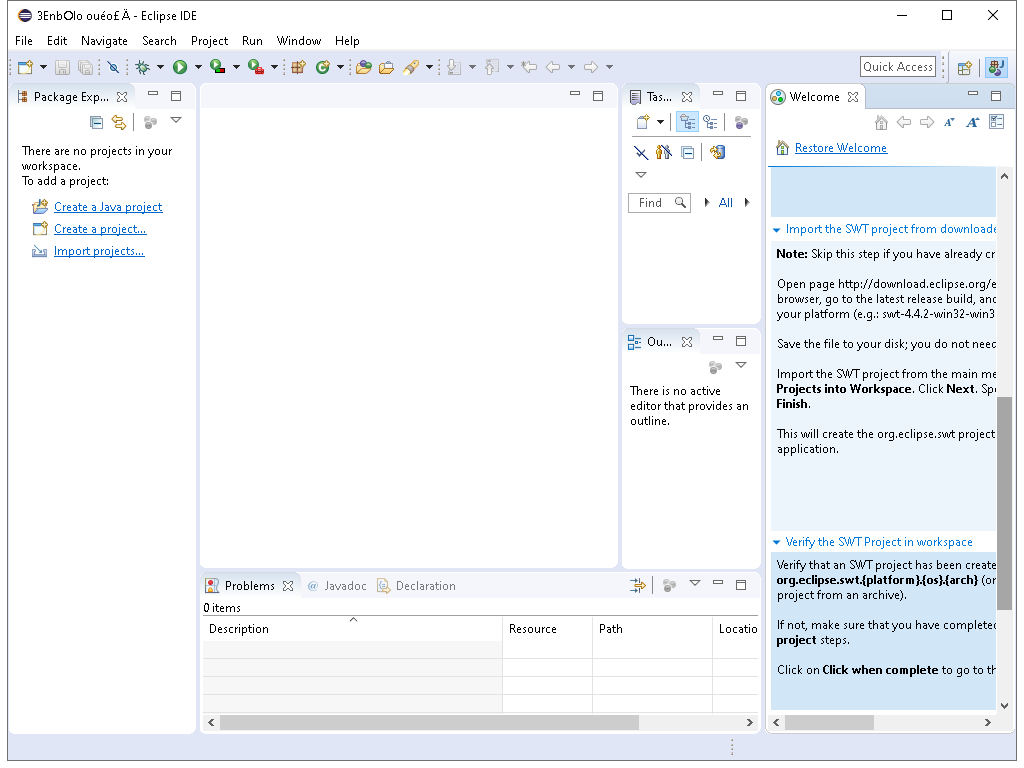 3EnbOlo ouéo£Ä - Eclipse IDE
File Edit Navigate Search Project Run Window Help
Quick Access
Package Exp...
There are no projects in your
workspace.
To add a project:
Create a Java project
Create a project...
Import projects...
Tas...
Find
All
Ou...
There is no active
editor that provides an
outline.
Problems
@ Javadoc
Declaration
0 items
Description Resource Path Locatio
Welcome
Restore Welcome
Import the SWT project from downloade
Note: Skip this step if you have already cr
Open page http://download.eclipse.org/e
browser, go to the latest release build, and
your platform (e.g.: swt-4.4.2-win32-win3
Save the file to your disk; you do not need
Import the SWT project from the main me
Projects into Workspace. Click Next. Spe
Finish.
This will create the org.eclipse.swt project
application.
Verify the SWT Project in workspace
Verify that an SWT project has been create
org.eclipse.swt.{platform}.{os}.{arch} (or
project from an archive).
If not, make sure that you have completed
project steps.
Click on Click when complete to go to th